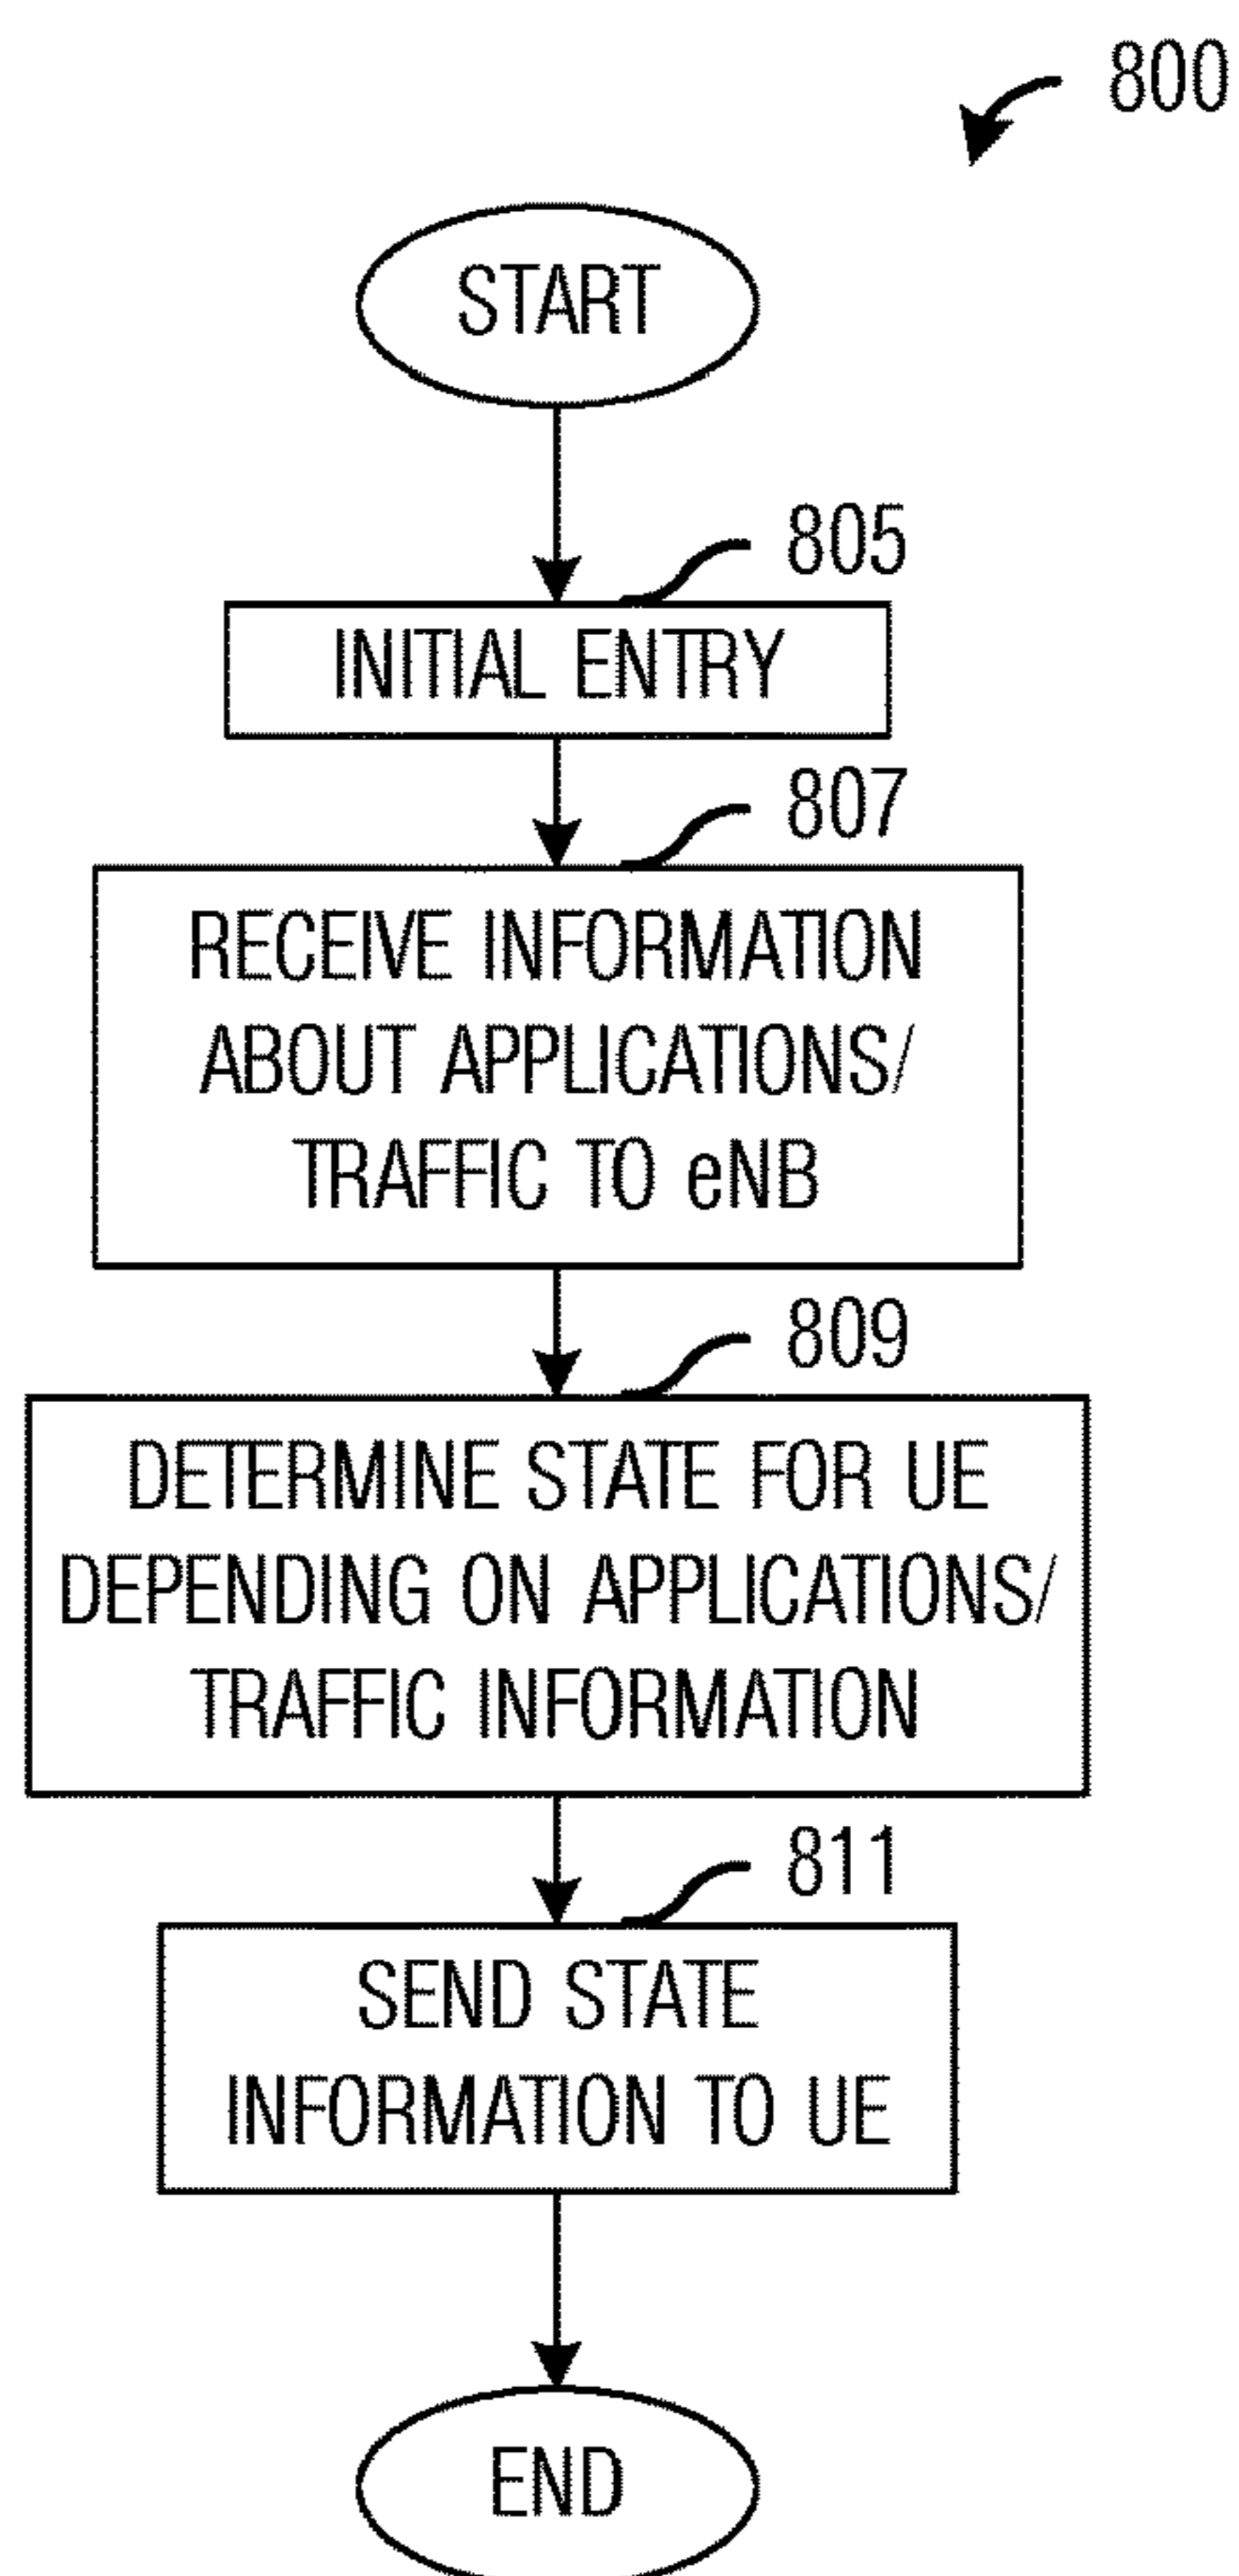 800
START
805
INITIAL ENTRY
807
RECEIVE INFORMATION
ABOUT APPLICATIONS/
TRAFFIC TO eNB
809
DETERMINE STATE FOR UE
DEPENDING ON APPLICATIONS/
TRAFFIC INFORMATION
811
SEND STATE
INFORMATION TO UE
END